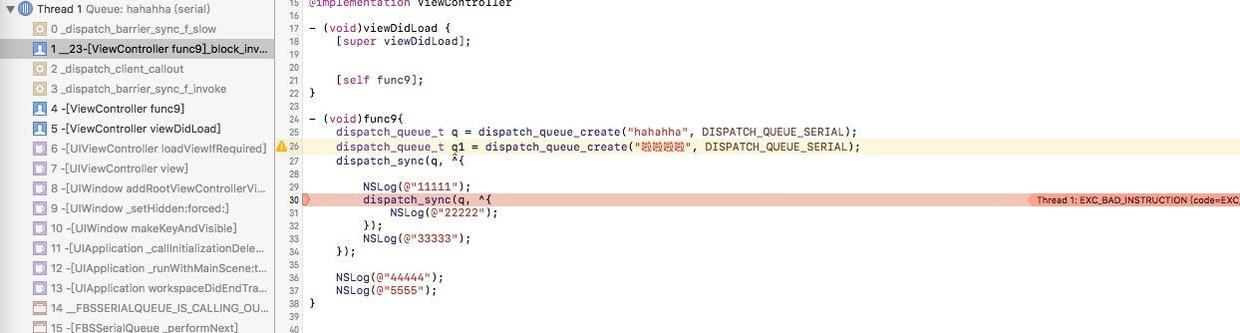 Thread 1 Queue: hahahha (serial)
0 _dispatch_barrier_sync_f_slow
1 __23-[ViewController func9]_block_inv...
2 _dispatch_client_callout
3 _dispatch_barrier_sync_f_invoke
4 -[ViewController func9]
5 -[ViewController viewDidLoad]
6 -[UIViewController loadViewIfRequired]
7 -[UIViewController view]
8 -[UIWindow addRootViewControllerVi...
9 -[UIWindow _setHidden:forced:]
10 -[UIWindow makeKeyAndVisible]
11 -[UIApplication _callInitializationDele...
12 -[UIApplication _runWithMainScene:t...
13 -[UIApplication workspaceDidEndTra...
14 __FBSSERIALQUEUE_IS_CALLING_OU...
15 -[FBSSerialQueue _performNext]
15 @implementation ViewController
16
17 - (void)viewDidLoad {
18 [super viewDidLoad];
19
20
21 [self func9];
22 }
23
24 - (void)func9{
25 dispatch_queue_t q = dispatch_queue_create("hahahha", DISPATCH_QUEUE_SERIAL);
26 dispatch_queue_t q1 = dispatch_queue_create("啦啦啦啦", DISPATCH_QUEUE_SERIAL);
27 dispatch_sync(q, ^{
28
29 NSLog(@"11111");
30 dispatch_sync(q, ^{ Thread 1: EXC_BAD_INSTRUCTION (code=EXC_
31 NSLog(@"22222");
32 });
33 NSLog(@"33333");
34 });
35
36 NSLog(@"44444");
37 NSLog(@"5555");
38 }
39
40